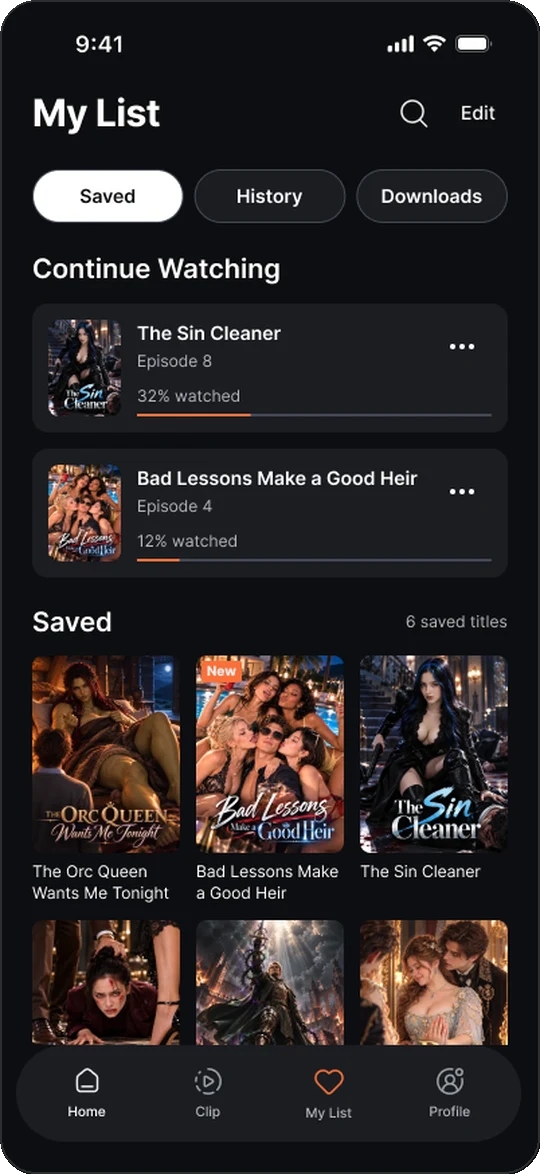 9:41
My List
Edit
Saved
History
Downloads
Continue Watching
The Sin Cleaner
Episode 8
32% watched
The Sin
Cleaner
Bad Lessons Make a Good Heir
Episode 4
12% watched
Bad Lessons
Make a Good Heir
Saved
6 saved titles
New
THE ORC QUEEN
Wants Me Tonight
Bad Lessons
Make a Good Heir
The Sin
Cleaner
The Orc Queen
Wants Me Tonight
Bad Lessons Make
a Good Heir
The Sin Cleaner
Home
Clip
My List
Profile